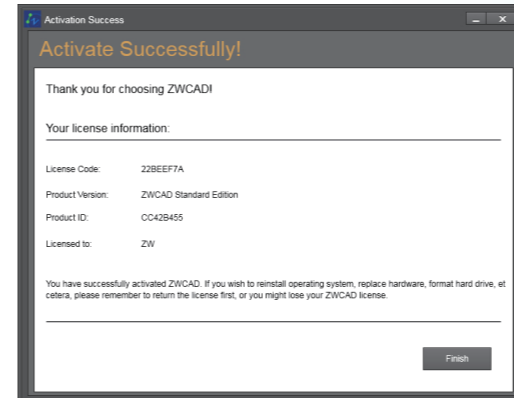 Activation Success
Activate Successfully!
Thank you for choosing ZWCAD!
Your license information:
License Code: 22BEEF7A
Product Version: ZWCAD Standard Edition
Product ID: CC42B455
Licensed to: ZW
You have successfully activated ZWCAD. If you wish to reinstall operating system, replace hardware, format hard drive, et
cetera, please remember to return the license first, or you might lose your ZWCAD license.
Finish